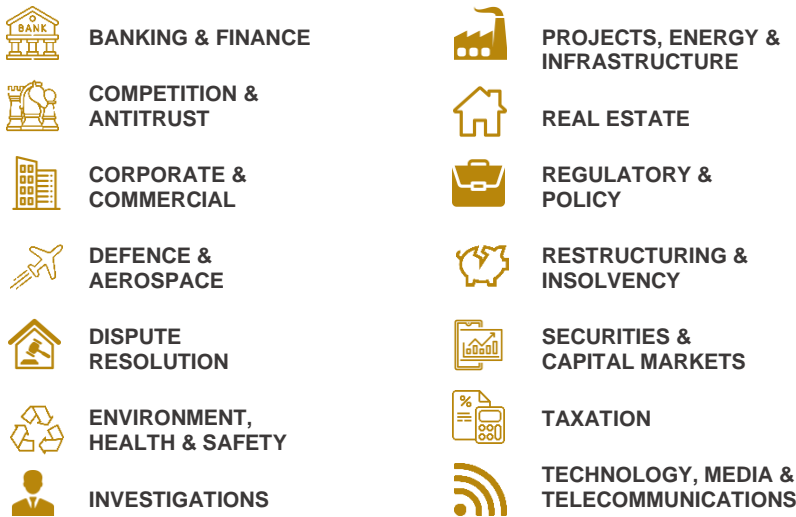 BANK
BANKING & FINANCE
COMPETITION &
ANTITRUST
CORPORATE &
COMMERCIAL
DEFENCE &
AEROSPACE
DISPUTE
RESOLUTION
ENVIRONMENT,
HEALTH & SAFETY
INVESTIGATIONS
PROJECTS, ENERGY &
INFRASTRUCTURE
REAL ESTATE
REGULATORY &
POLICY
RESTRUCTURING &
INSOLVENCY
SECURITIES &
CAPITAL MARKETS
%
TAXATION
TECHNOLOGY, MEDIA &
TELECOMMUNICATIONS